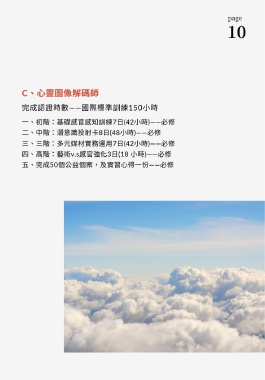 page
10
C、心靈圖像解碼師
完成認證時數——國際標準訓練150小時
一、初階：基礎感官感知訓練7日(42小時)——必修
二、中階：潛意識投射卡8日(48小時)——必修
三、三階：多元媒材實務運用7日(42小時)——必修
四、高階：藝術v.s感官強化3日(18 小時)——必修
五、完成50個公益個案，及實習心得一份——必修